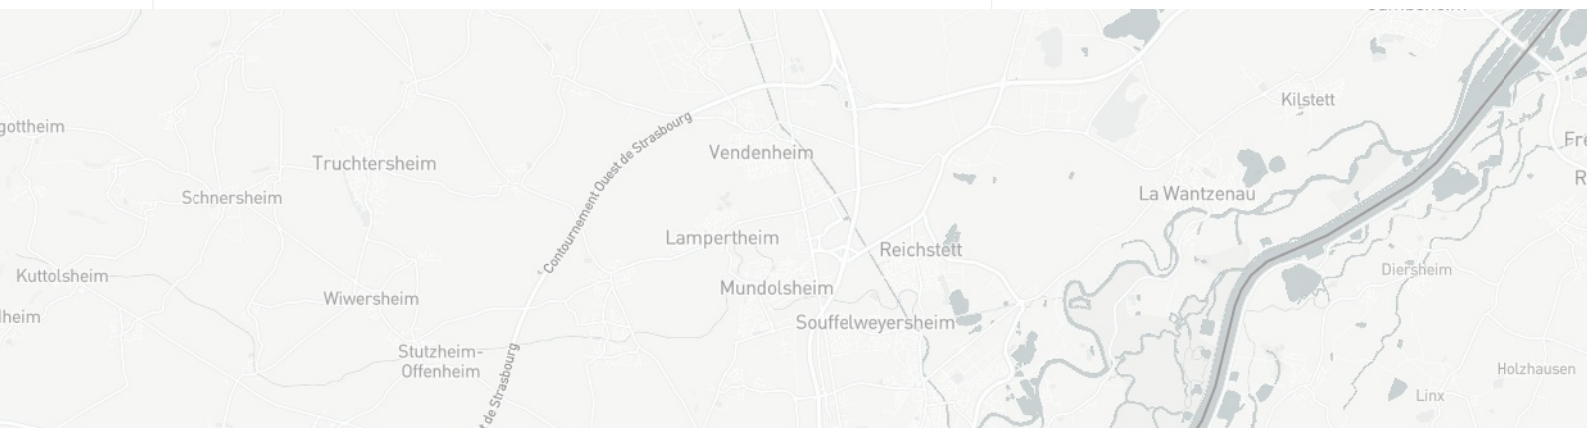 Kilstett
gottheim
Contournement Ouest de Strasbourg
Vendenheim
Truchtersheim
La Wantzenau
Schnersheim
Lampertheim
Reichstett
Diersheim
Kuttolsheim
Mundolsheim
Wiwersheim
lheim
Souffelweyersheim
Stutzheim-
Offenheim
t de Strasbourg
Holzhausen
Linx
Fre
R